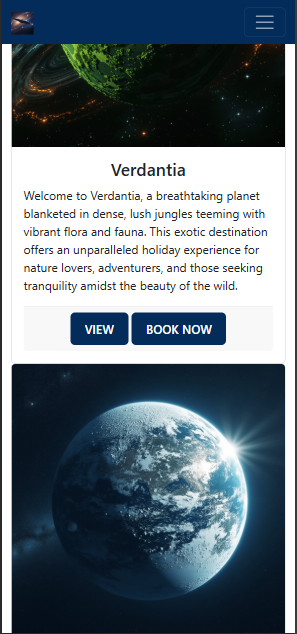 Verdantia
Welcome to Verdantia, a breathtaking planet
blanketed in dense, lush jungles teeming with
vibrant flora and fauna. This exotic destination
offers an unparalleled holiday experience for
nature lovers, adventurers, and those seeking
tranquility amidst the beauty of the wild.
VIEW BOOK NOW